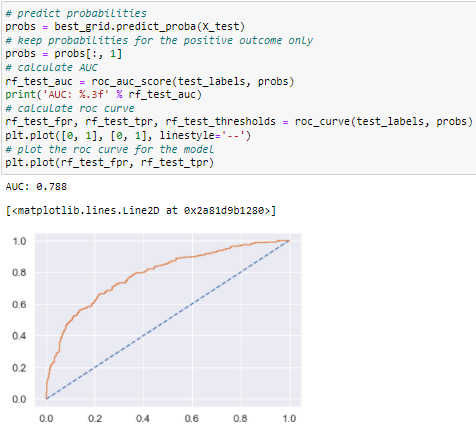 # predict probabilities
probs = best_grid.predict_proba(X_test)
# keep probabilities for the positive outcome only
probs = probs[:, 1]
# calculate AUC
rf_test_auc = roc_auc_score(test_labels, probs)
print('AUC: %.3f' % rf_test_auc)
# calculate roc curve
rf_test_fpr, rf_test_tpr, rf_test_thresholds = roc_curve(test_labels, probs)
plt.plot([0, 1], [0, 1], linestyle='--')
# plot the roc curve for the model
plt.plot(rf_test_fpr, rf_test_tpr)
AUC: 0.788
[<matplotlib.lines.Line2D at 0x2a81d9b1280>]
1.0
0.8
0.6
0.4
0.2
0.0
0.0 0.2 0.4 0.6 0.8 1.0